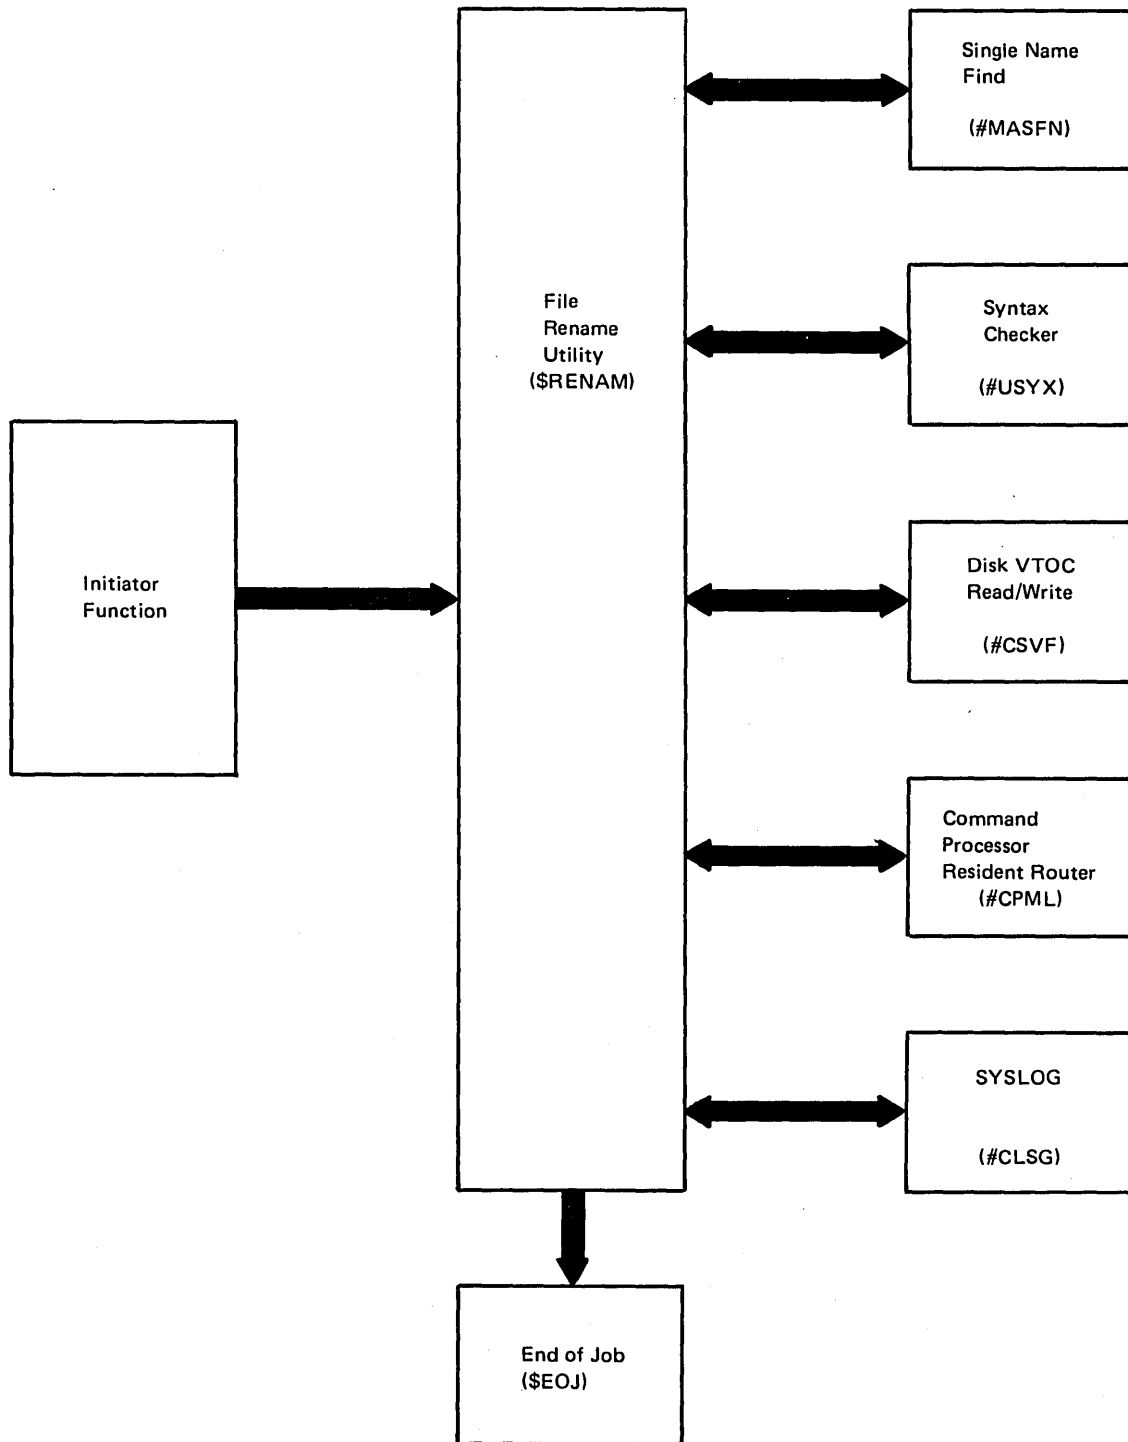 Single Name
Find
(#MASFN)
File
Rename
Utility
($RENAM)
Syntax
Checker
(#USYX)
Initiator
Function
Disk VTOC
Read/Write
(#CSVF)
Command
Processor
Resident Router
(#CPML)
SYSLOG
(#CLSG)
End of Job
($EOJ)